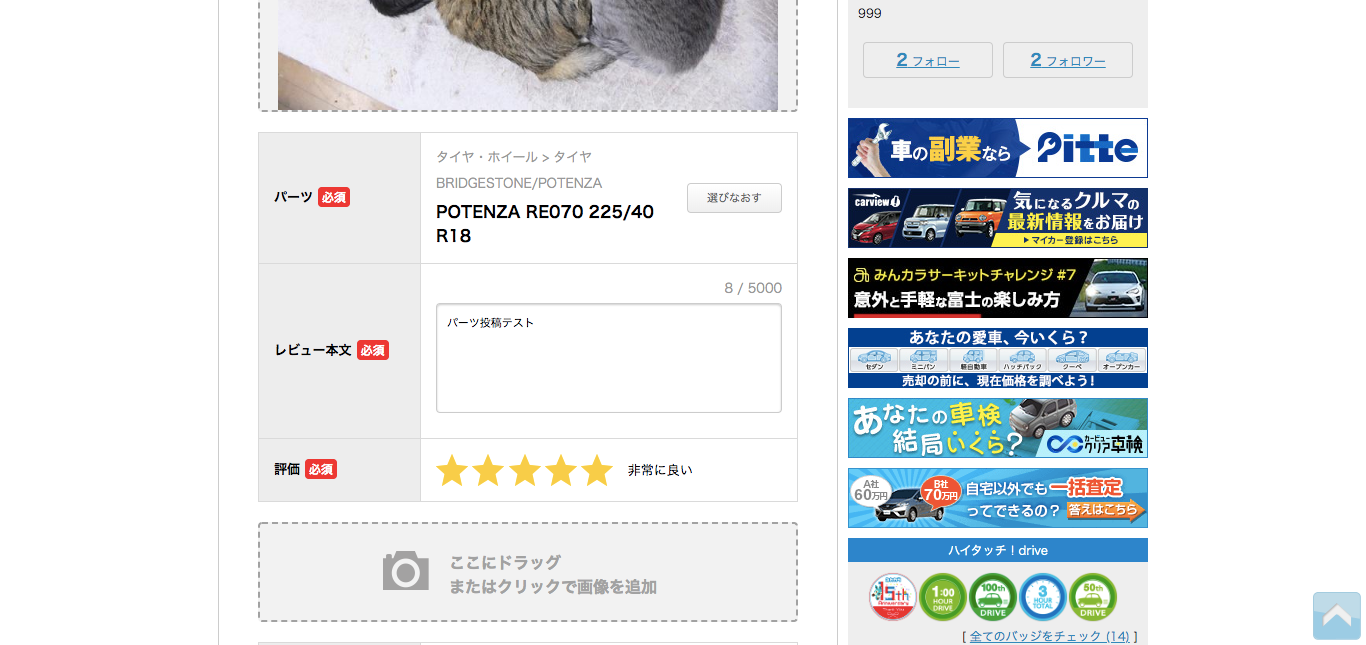 パーツ 必須
タイヤ・ホイール > タイヤ
BRIDGESTONE/POTENZA
POTENZA RE070 225/40
R18
選びなおす
レビュー本文 必須
8 / 5000
パーツ投稿テスト
評価 必須
非常に良い
ここにドラッグ
またはクリックで画像を追加
999
2 フォロー
2 フォロワー
車の副業なら
Pitte
carview!
気になるクルマの
最新情報をお届け
マイカー登録はこちら
みんカラサーキットチャレンジ #7
意外と手軽な富士の楽しみ方
あなたの愛車、今いくら？
セダン
ミニバン
軽自動車
ハッチバック
クーペ
オープンカー
売却の前に、現在価格を調べよう!
あなたの車検
結局いくら?
カービュー
クリア車検
A社
60万円
B社
70万円
自宅以外でも一括査定
ってできるの？
答えはこちら
ハイタッチ！drive
15th
Anniversary
1:00
HOUR
DRIVE
100th
DRIVE
3
HOUR
TOTAL
50th
DRIVE
[ 全てのバッジをチェック (14) ]